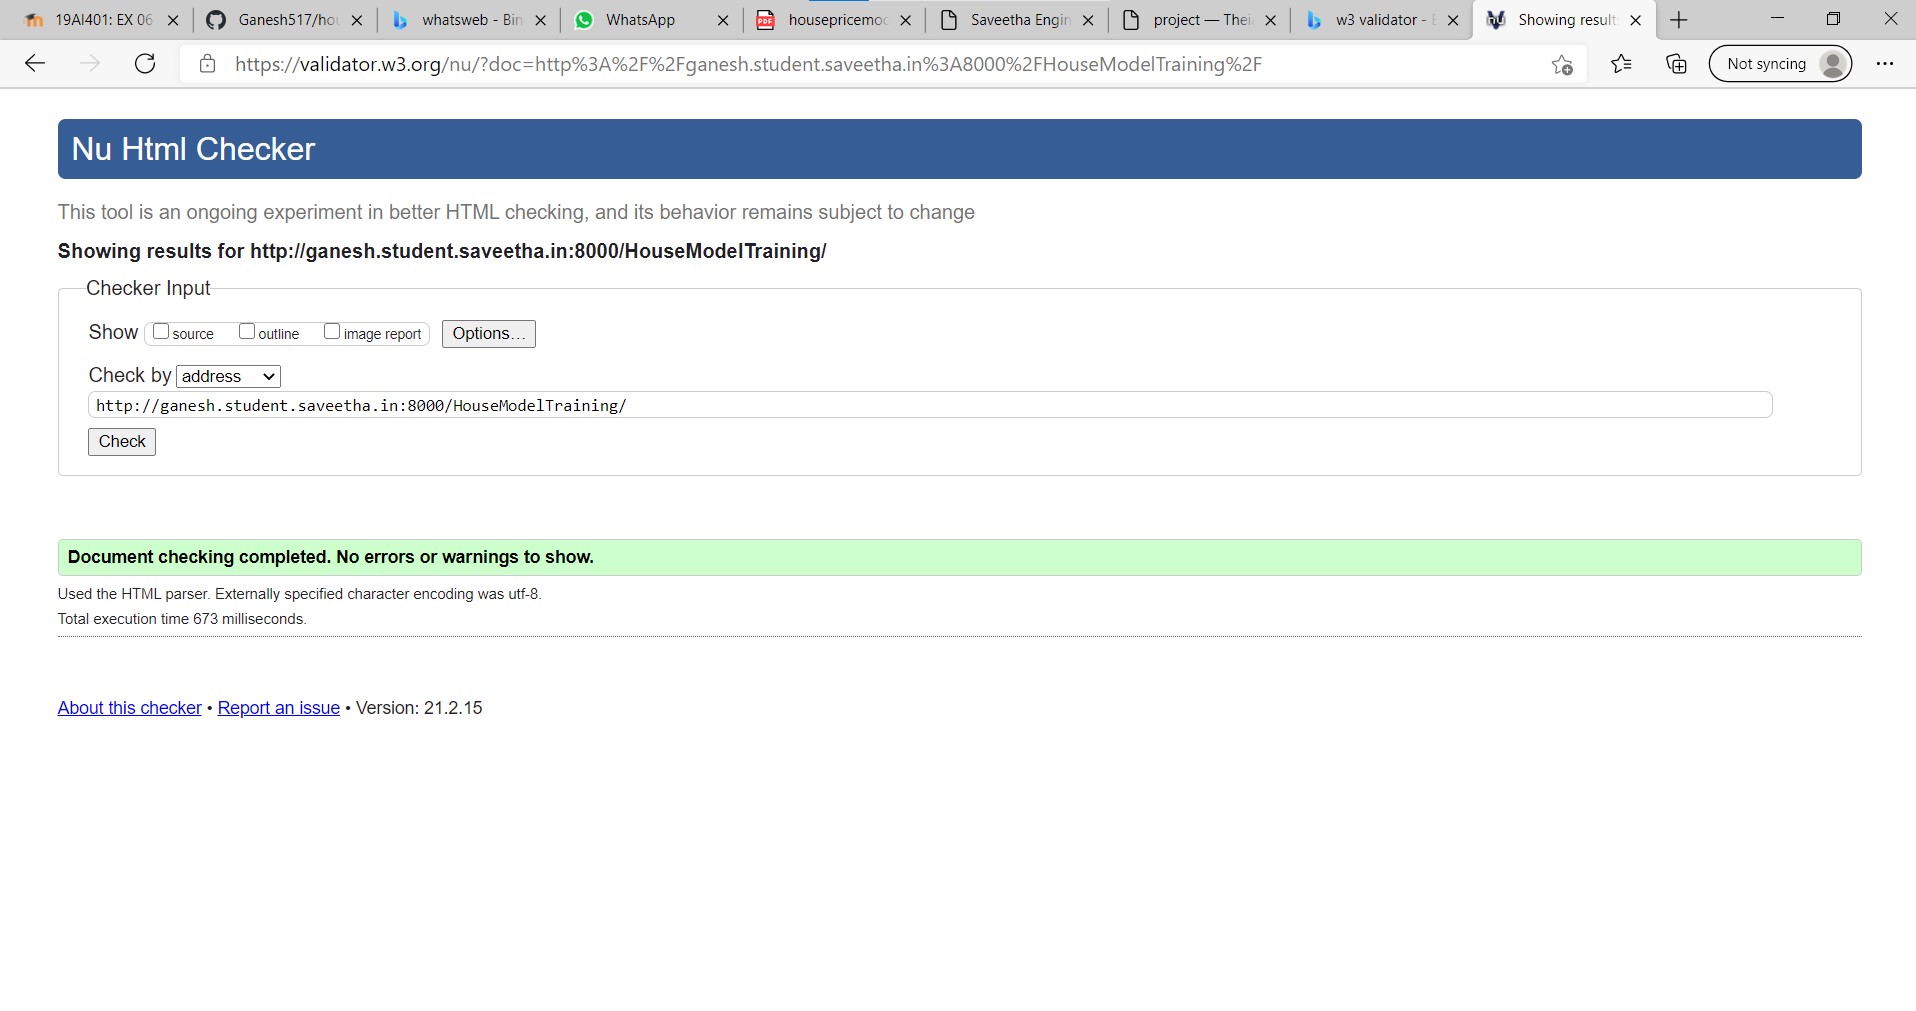 19AI401: EX 06
Ganesh517/hou
whatsweb - Bin
WhatsApp
PDF
housepricemoc
Saveetha Engin
project — Thei
w3 validator - B
Showing result
https://validator.w3.org/nu/?doc=http%3A%2F%2Fganesh.student.saveetha.in%3A8000%2FHouseModelTraining%2F
Not syncing
Nu Html Checker
This tool is an ongoing experiment in better HTML checking, and its behavior remains subject to change
Showing results for http://ganesh.student.saveetha.in:8000/HouseModelTraining/
Checker Input
Show source outline image report Options...
Check by address
http://ganesh.student.saveetha.in:8000/HouseModelTraining/
Check
Document checking completed. No errors or warnings to show.
Used the HTML parser. Externally specified character encoding was utf-8.
Total execution time 673 milliseconds.
About this checker • Report an issue • Version: 21.2.15